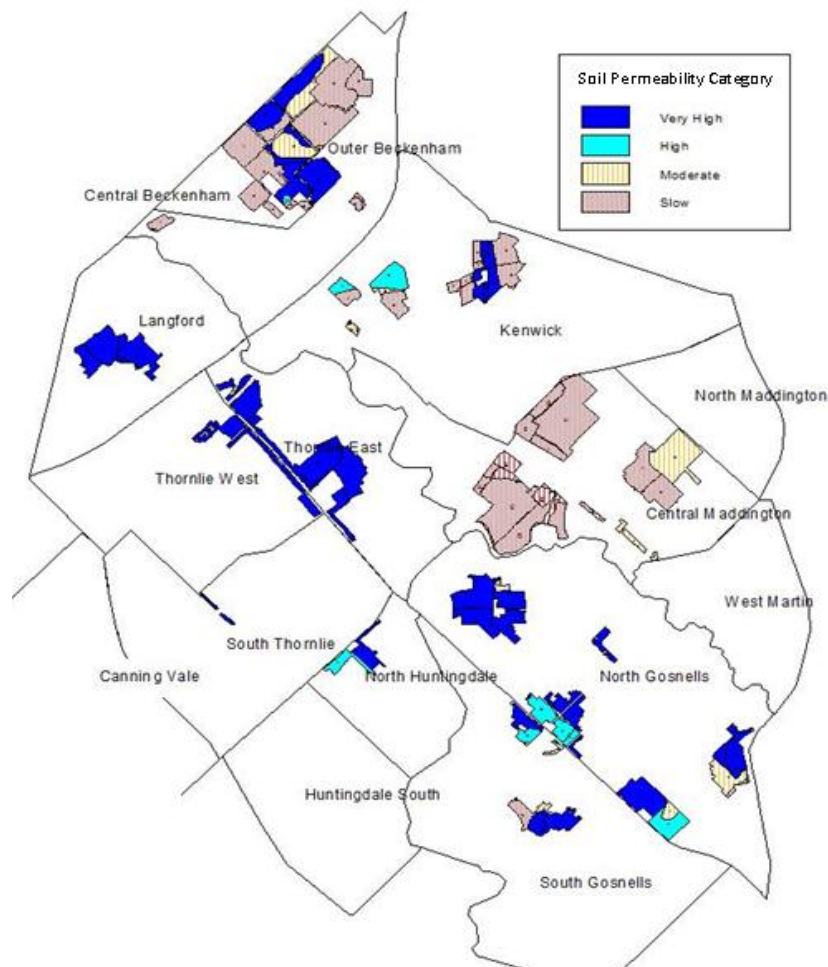 Soil Permeability Category
Very High
High
Moderate
Slow
Outer Beckenham
Central Beckenham
Langford
Kenwick
North Maddington
Thornlie East
Thornlie West
Central Maddington
West Martin
South Thornlie
Canning Vale
North Huntingdale
North Gosnells
Huntingdale South
South Gosnells